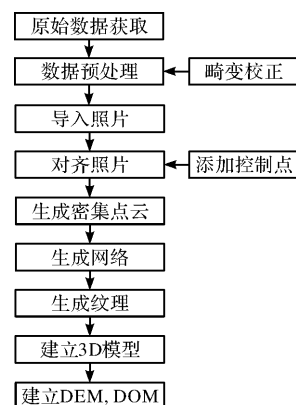 原始数据获取
数据预处理
畸变校正
导入照片
对齐照片
添加控制点
生成密集点云
生成网络
生成纹理
建立3D模型
建立DEM, DOM